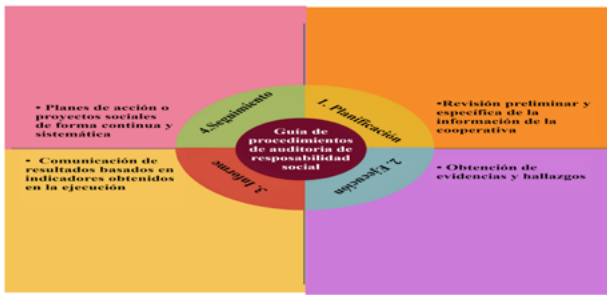 • Planes de acción o
proyectos sociales
de forma continua y
sistemática
4.Seguimiento
1. Planificación
•Revisión preliminar y
específica de la
información de la
cooperativa
Guía de
procedimientos
de auditoría de
resposabilidad
social
• Comunicación de
resultados basados en
indicadores obtenidos
en la ejecución
3. Informe
2. Ejecución
• Obtención de
evidencias y hallazgos